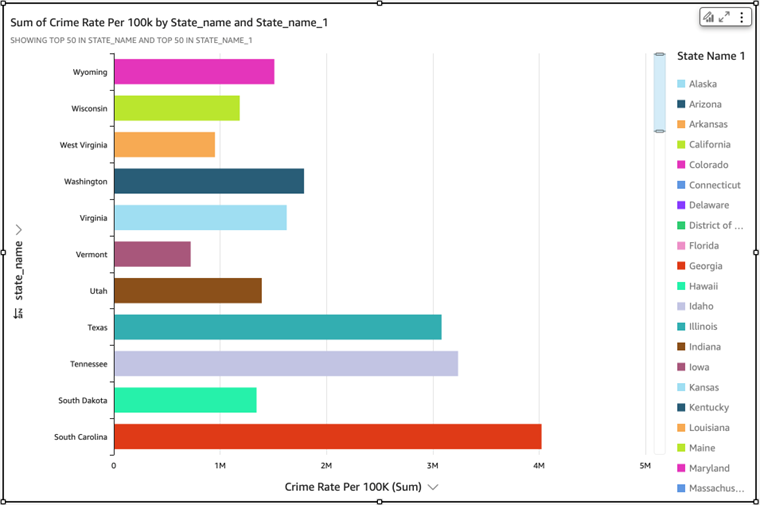 Sum of Crime Rate Per 100k by State_name and State_name_1
SHOWING TOP 50 IN STATE_NAME AND TOP 50 IN STATE_NAME_1
state_name
Wyoming
Wisconsin
West Virginia
Washington
Virginia
Vermont
Utah
Texas
Tennessee
South Dakota
South Carolina
0 1M 2M 3M 4M 5M
Crime Rate Per 100K (Sum)
State Name 1
Alaska
Arizona
Arkansas
California
Colorado
Connecticut
Delaware
District of ...
Florida
Georgia
Hawaii
Idaho
Illinois
Indiana
Iowa
Kansas
Kentucky
Louisiana
Maine
Maryland
Massachus...